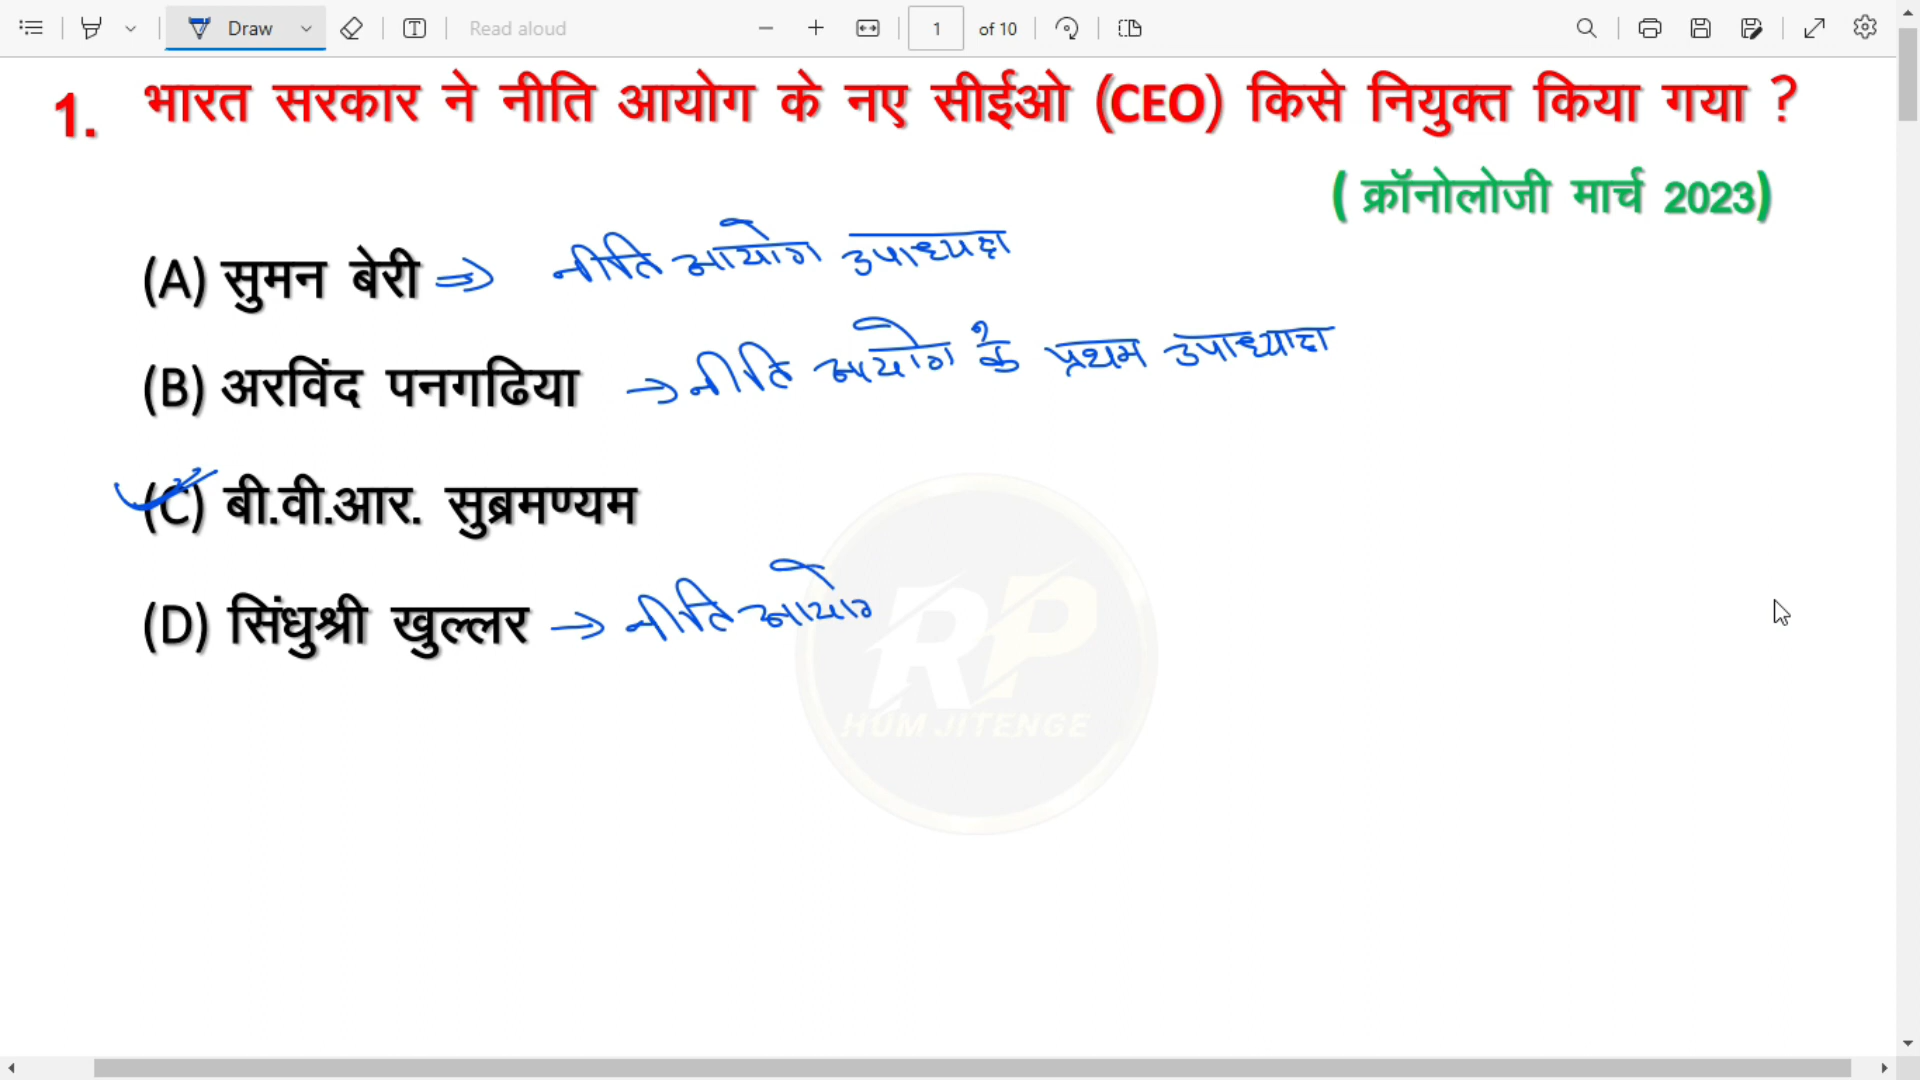 Draw Read aloud 1 of 10
1. भारत सरकार ने नीति आयोग के नए सीईओ (CEO) किसे नियुक्त किया गया ?
( क्रॉनोलोजी मार्च 2023)
(A) सुमन बेरी ⇒ नीति आयोग उपाध्यक्ष
(B) अरविंद पनगढिया → नीति आयोग के प्रथम उपाध्यक्ष
(C) बी.वी.आर. सुब्रमण्यम
(D) सिंधुश्री खुल्लर → नीति आयोग
RP
HUM JITENGE